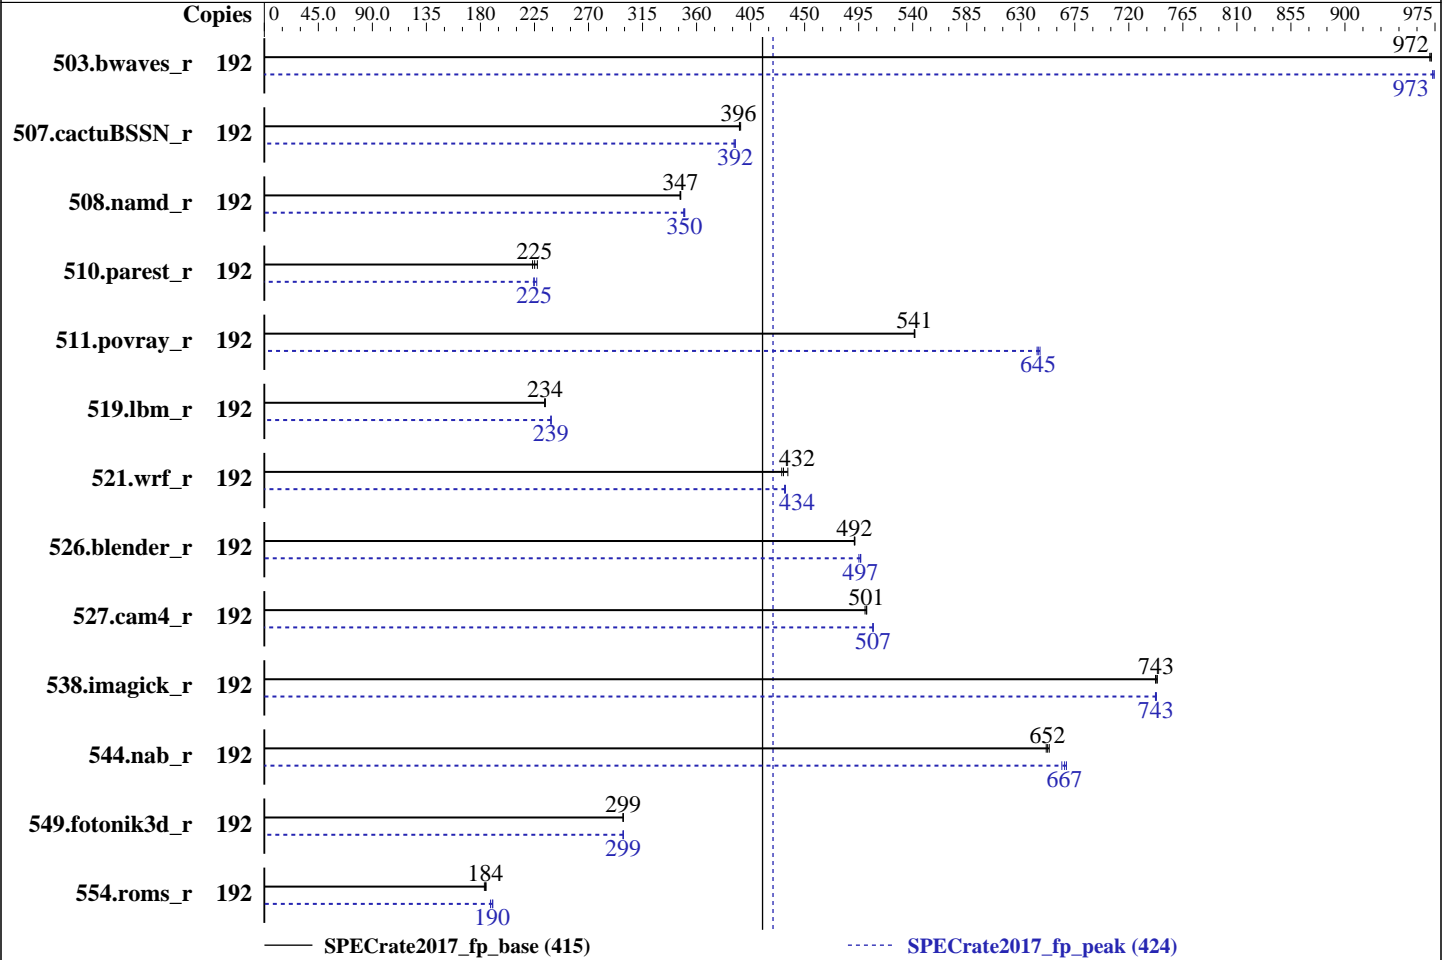 Copies 0 45.0 90.0 135 180 225 270 315 360 405 450 495 540 585 630 675 720 765 810 855 900 975
503.bwaves_r 192 972
973
507.cactuBSSN_r 192 396
392
508.namd_r 192 347
350
510.parest_r 192 225
225
511.povray_r 192 541
645
519.lbm_r 192 234
239
521.wrf_r 192 432
434
526.blender_r 192 492
497
527.cam4_r 192 501
507
538.imagick_r 192 743
743
544.nab_r 192 652
667
549.fotonik3d_r 192 299
299
554.roms_r 192 184
190
SPECrate2017_fp_base (415) SPECrate2017_fp_peak (424)